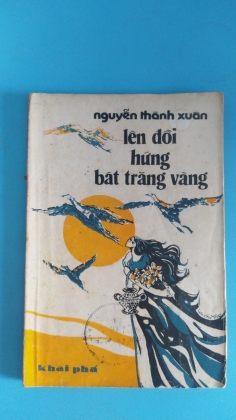 nguyễn thành xuân
lên đồi
hứng
bát trăng vàng
khai phá